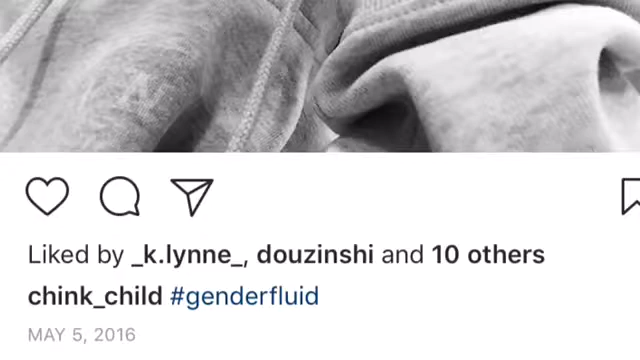 Liked by _k.lynne_, douzinshi and 10 others
chink_child #genderfluid
MAY 5, 2016